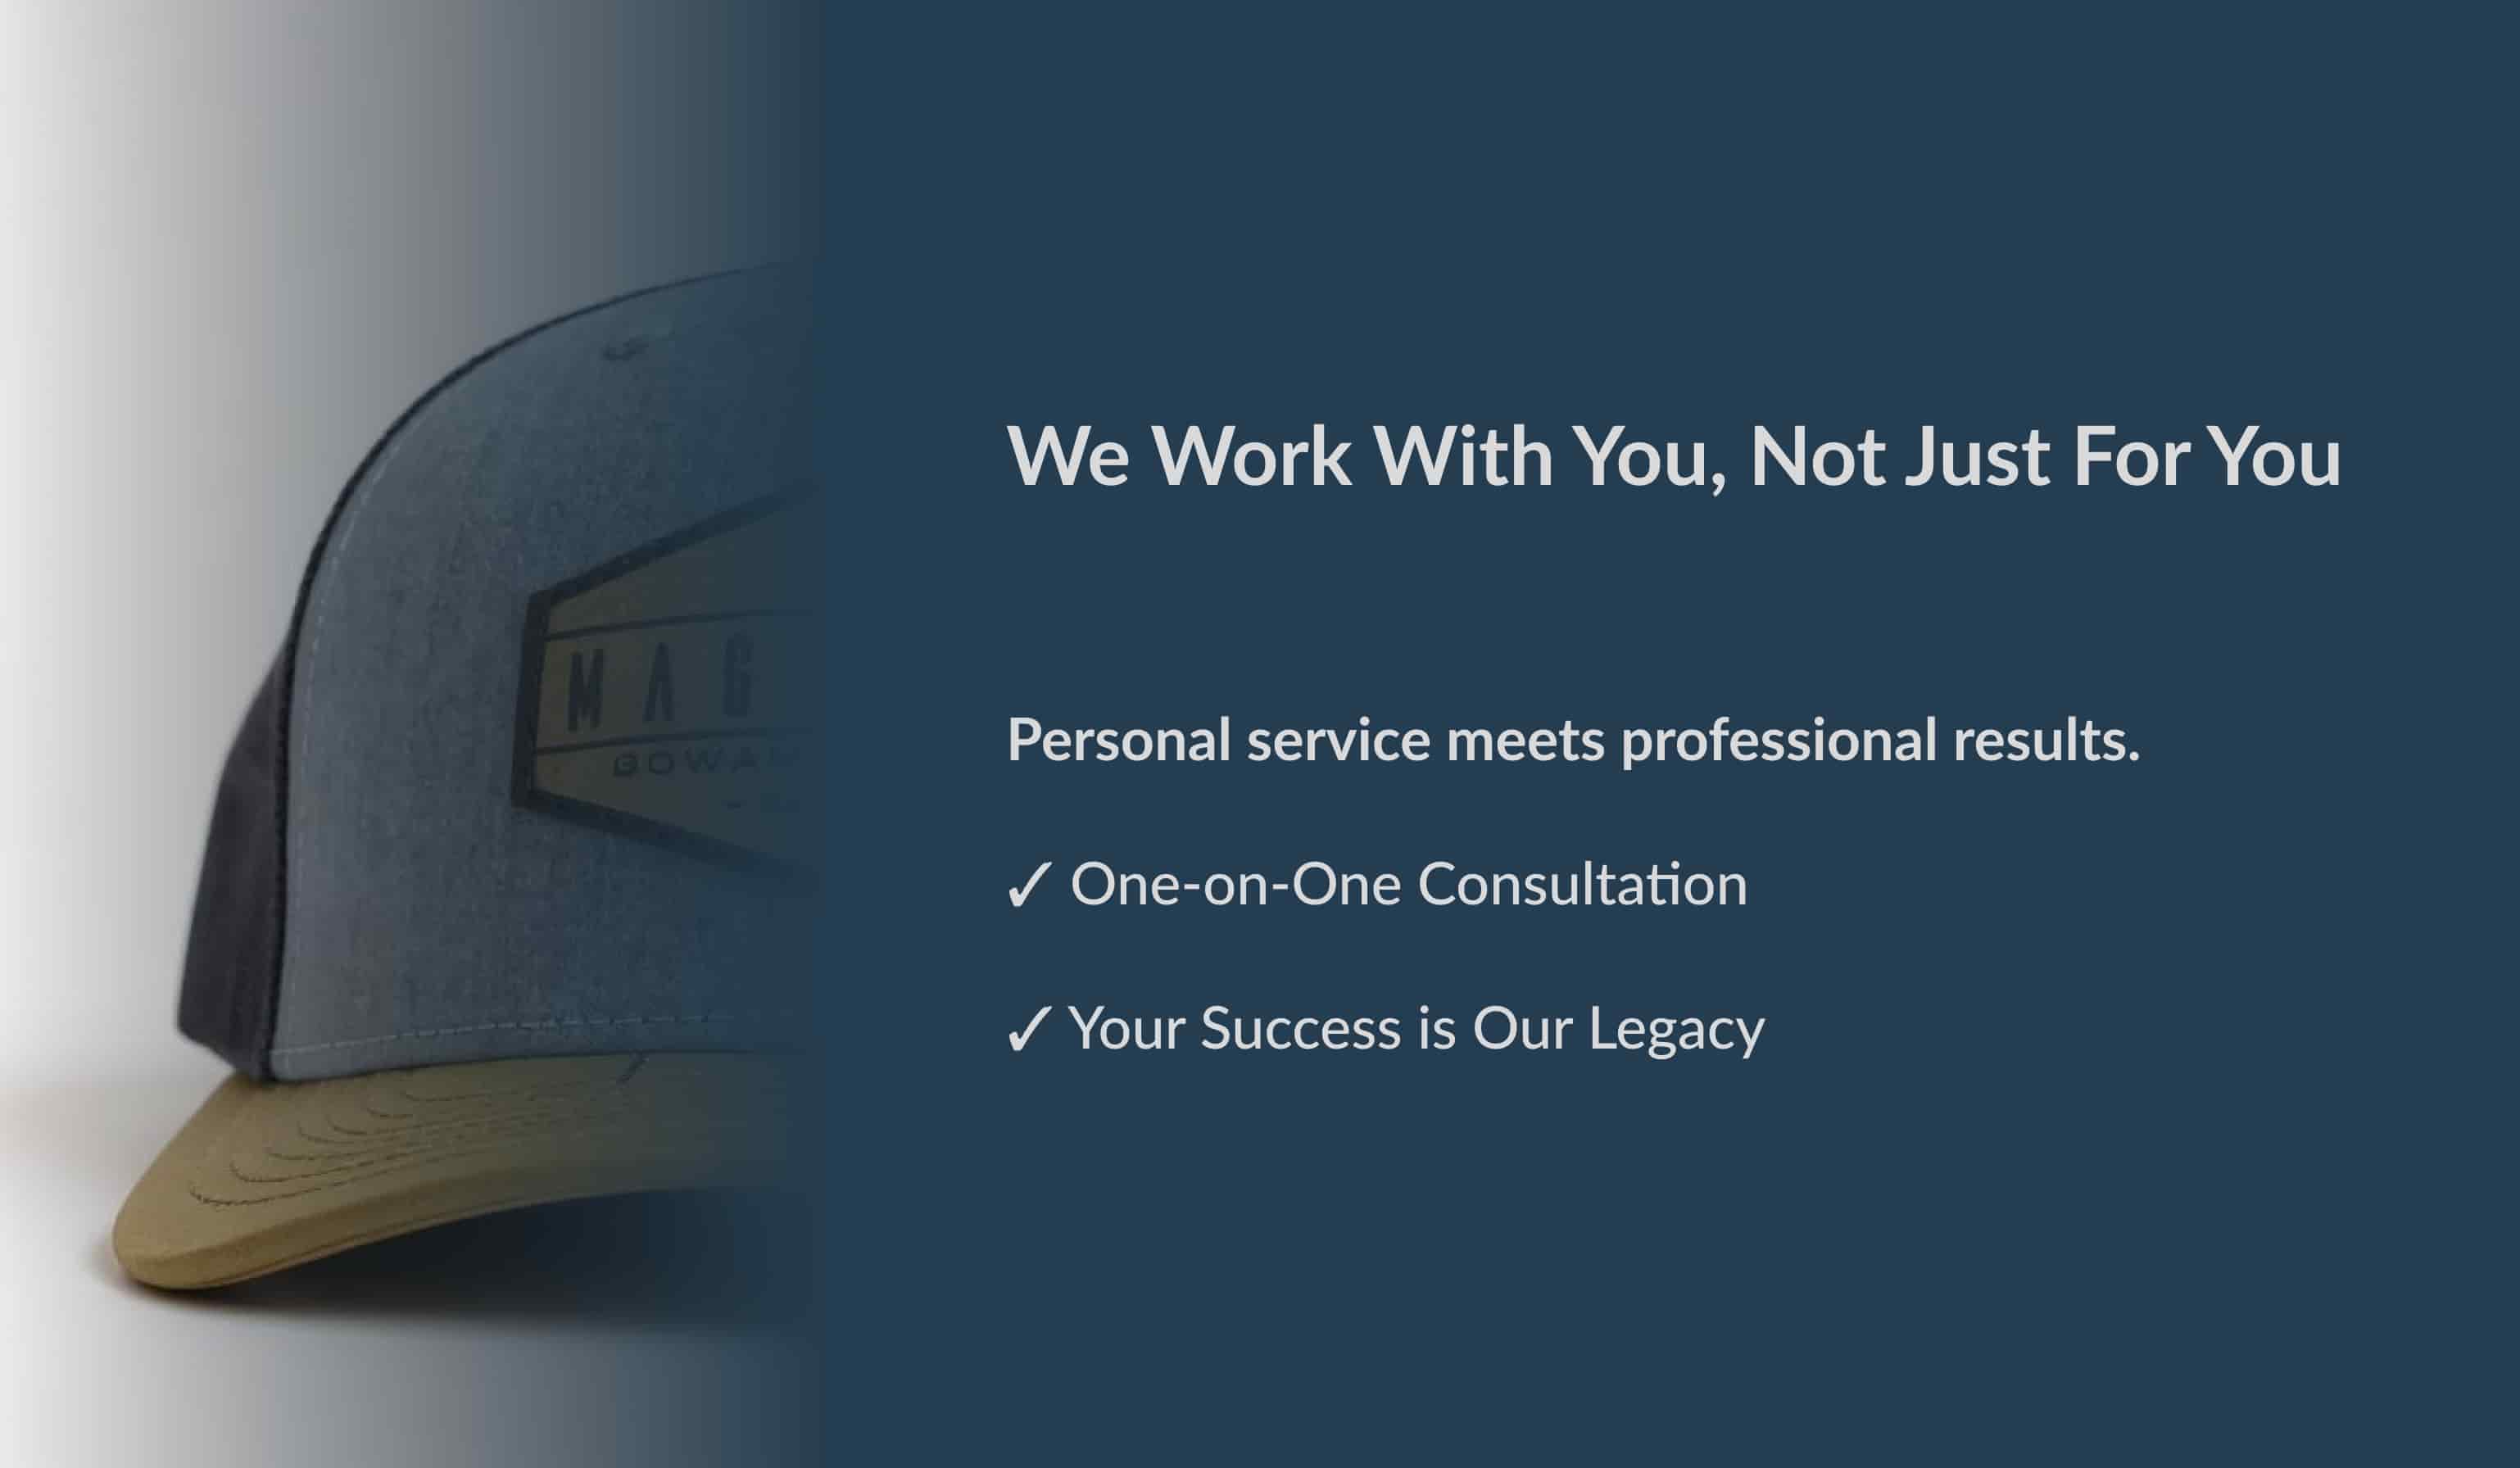 We Work With You, Not Just For You
Personal service meets professional results.
✓ One-on-One Consultation
✓ Your Success is Our Legacy
M A G